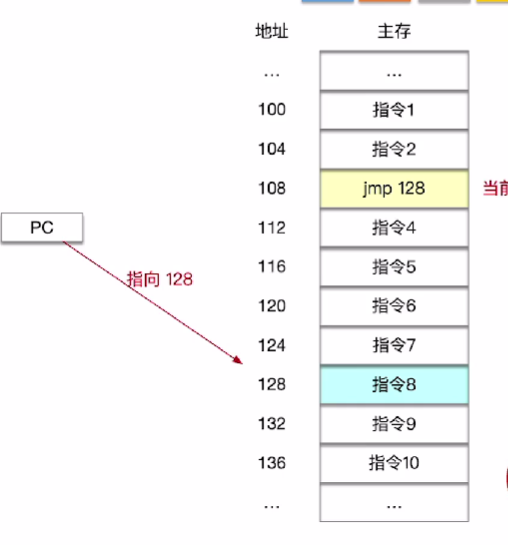 地址 主存
... ...
100 指令1
104 指令2
108 jmp 128 当前
PC 112 指令4
指向 128 116 指令5
120 指令6
124 指令7
128 指令8
132 指令9
136 指令10
... ...